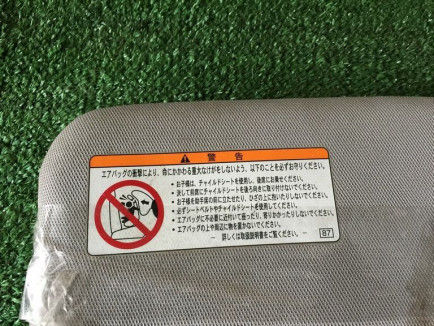 警告
エアバッグの衝撃により、命にかかわる重大なけがをしないよう、以下のことを必ずお守りください。
・お子様は、チャイルドシートを使用し、後席にお乗せください。
・決して前席にチャイルドシートをうしろ向きに取り付けないでください。
・お子様を助手席の前に立たせたり、ひざの上に抱いたりしないでください。
・必ずシートベルトやチャイルドシートを使用してください。
・エアバッグに不必要に近付いて座ったり、寄りかかったりしないでください。
・エアバッグの上や周辺に物を置かないでください。
− 詳しくは取扱説明書をご覧ください。 −
87